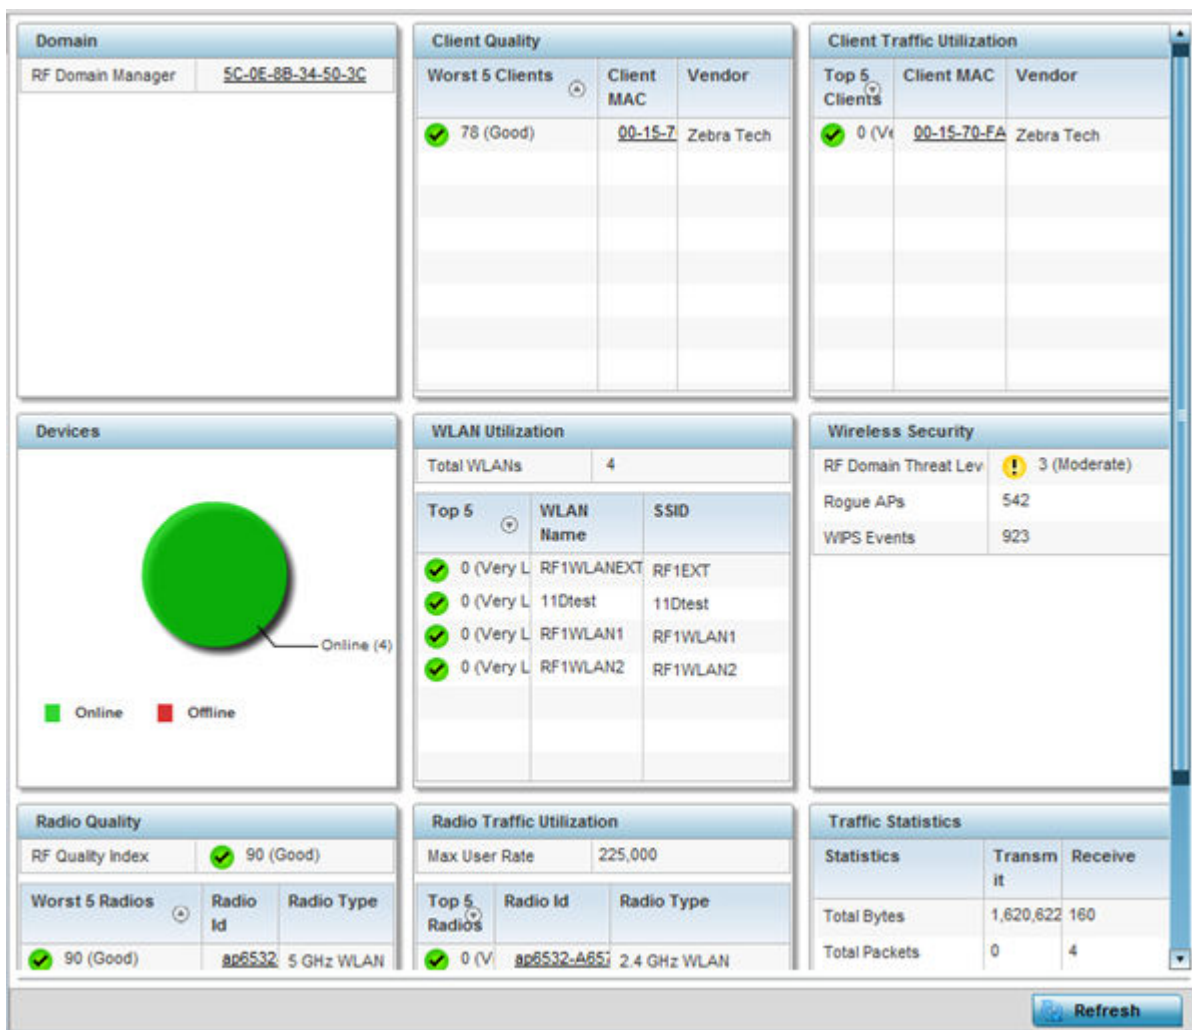 Domain
RF Domain Manager 5C-0E-8B-34-50-3C
Client Quality
Worst 5 Clients Client MAC Vendor
78 (Good) 00-15-7 Zebra Tech
Client Traffic Utilization
Top 5 Clients Client MAC Vendor
0 (Ve 00-15-70-FA Zebra Tech
Devices
Online (4)
Online Offline
WLAN Utilization
Total WLANs 4
Top 5 WLAN Name SSID
0 (Very L RF1WLANEXT RF1EXT
0 (Very L 11Dtest 11Dtest
0 (Very L RF1WLAN1 RF1WLAN1
0 (Very L RF1WLAN2 RF1WLAN2
Wireless Security
RF Domain Threat Lev 3 (Moderate)
Rogue APs 542
WIPS Events 923
Radio Quality
RF Quality Index 90 (Good)
Worst 5 Radios Radio Id Radio Type
90 (Good) ap6532 5 GHz WLAN
Radio Traffic Utilization
Max User Rate 225,000
Top 5 Radios Radio Id Radio Type
0 (V ap6532-A657 2.4 GHz WLAN
Traffic Statistics
Statistics Transmit Receive
Total Bytes 1,620,622 160
Total Packets 0 4
Refresh